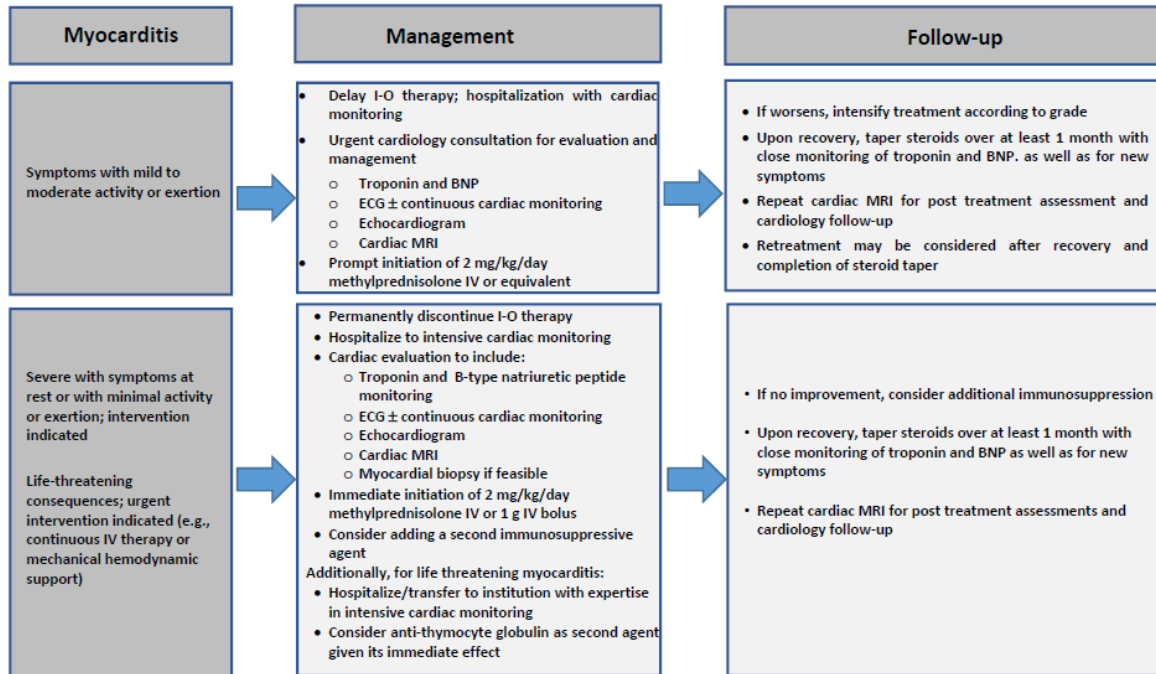 Myocarditis
Management
Follow-up
Symptoms with mild to
moderate activity or exertion
• Delay I-O therapy; hospitalization with cardiac
monitoring
• Urgent cardiology consultation for evaluation and
management
o Troponin and BNP
o ECG ± continuous cardiac monitoring
o Echocardiogram
o Cardiac MRI
• Prompt initiation of 2 mg/kg/day
methylprednisolone IV or equivalent
• If worsens, intensify treatment according to grade
• Upon recovery, taper steroids over at least 1 month with
close monitoring of troponin and BNP. as well as for new
symptoms
• Repeat cardiac MRI for post treatment assessment and
cardiology follow-up
• Retreatment may be considered after recovery and
completion of steroid taper
Severe with symptoms at
rest or with minimal activity
or exertion; intervention
indicated
Life-threatening
consequences; urgent
intervention indicated (e.g.,
continuous IV therapy or
mechanical hemodynamic
support)
• Permanently discontinue I-O therapy
• Hospitalize to intensive cardiac monitoring
• Cardiac evaluation to include:
o Troponin and B-type natriuretic peptide
monitoring
o ECG ± continuous cardiac monitoring
o Echocardiogram
o Cardiac MRI
o Myocardial biopsy if feasible
• Immediate initiation of 2 mg/kg/day
methylprednisolone IV or 1 g IV bolus
• Consider adding a second immunosuppressive
agent
Additionally, for life threatening myocarditis:
• Hospitalize/transfer to institution with expertise
in intensive cardiac monitoring
• Consider anti-thymocyte globulin as second agent
given its immediate effect
• If no improvement, consider additional immunosuppression
• Upon recovery, taper steroids over at least 1 month with
close monitoring of troponin and BNP as well as for new
symptoms
• Repeat cardiac MRI for post treatment assessments and
cardiology follow-up